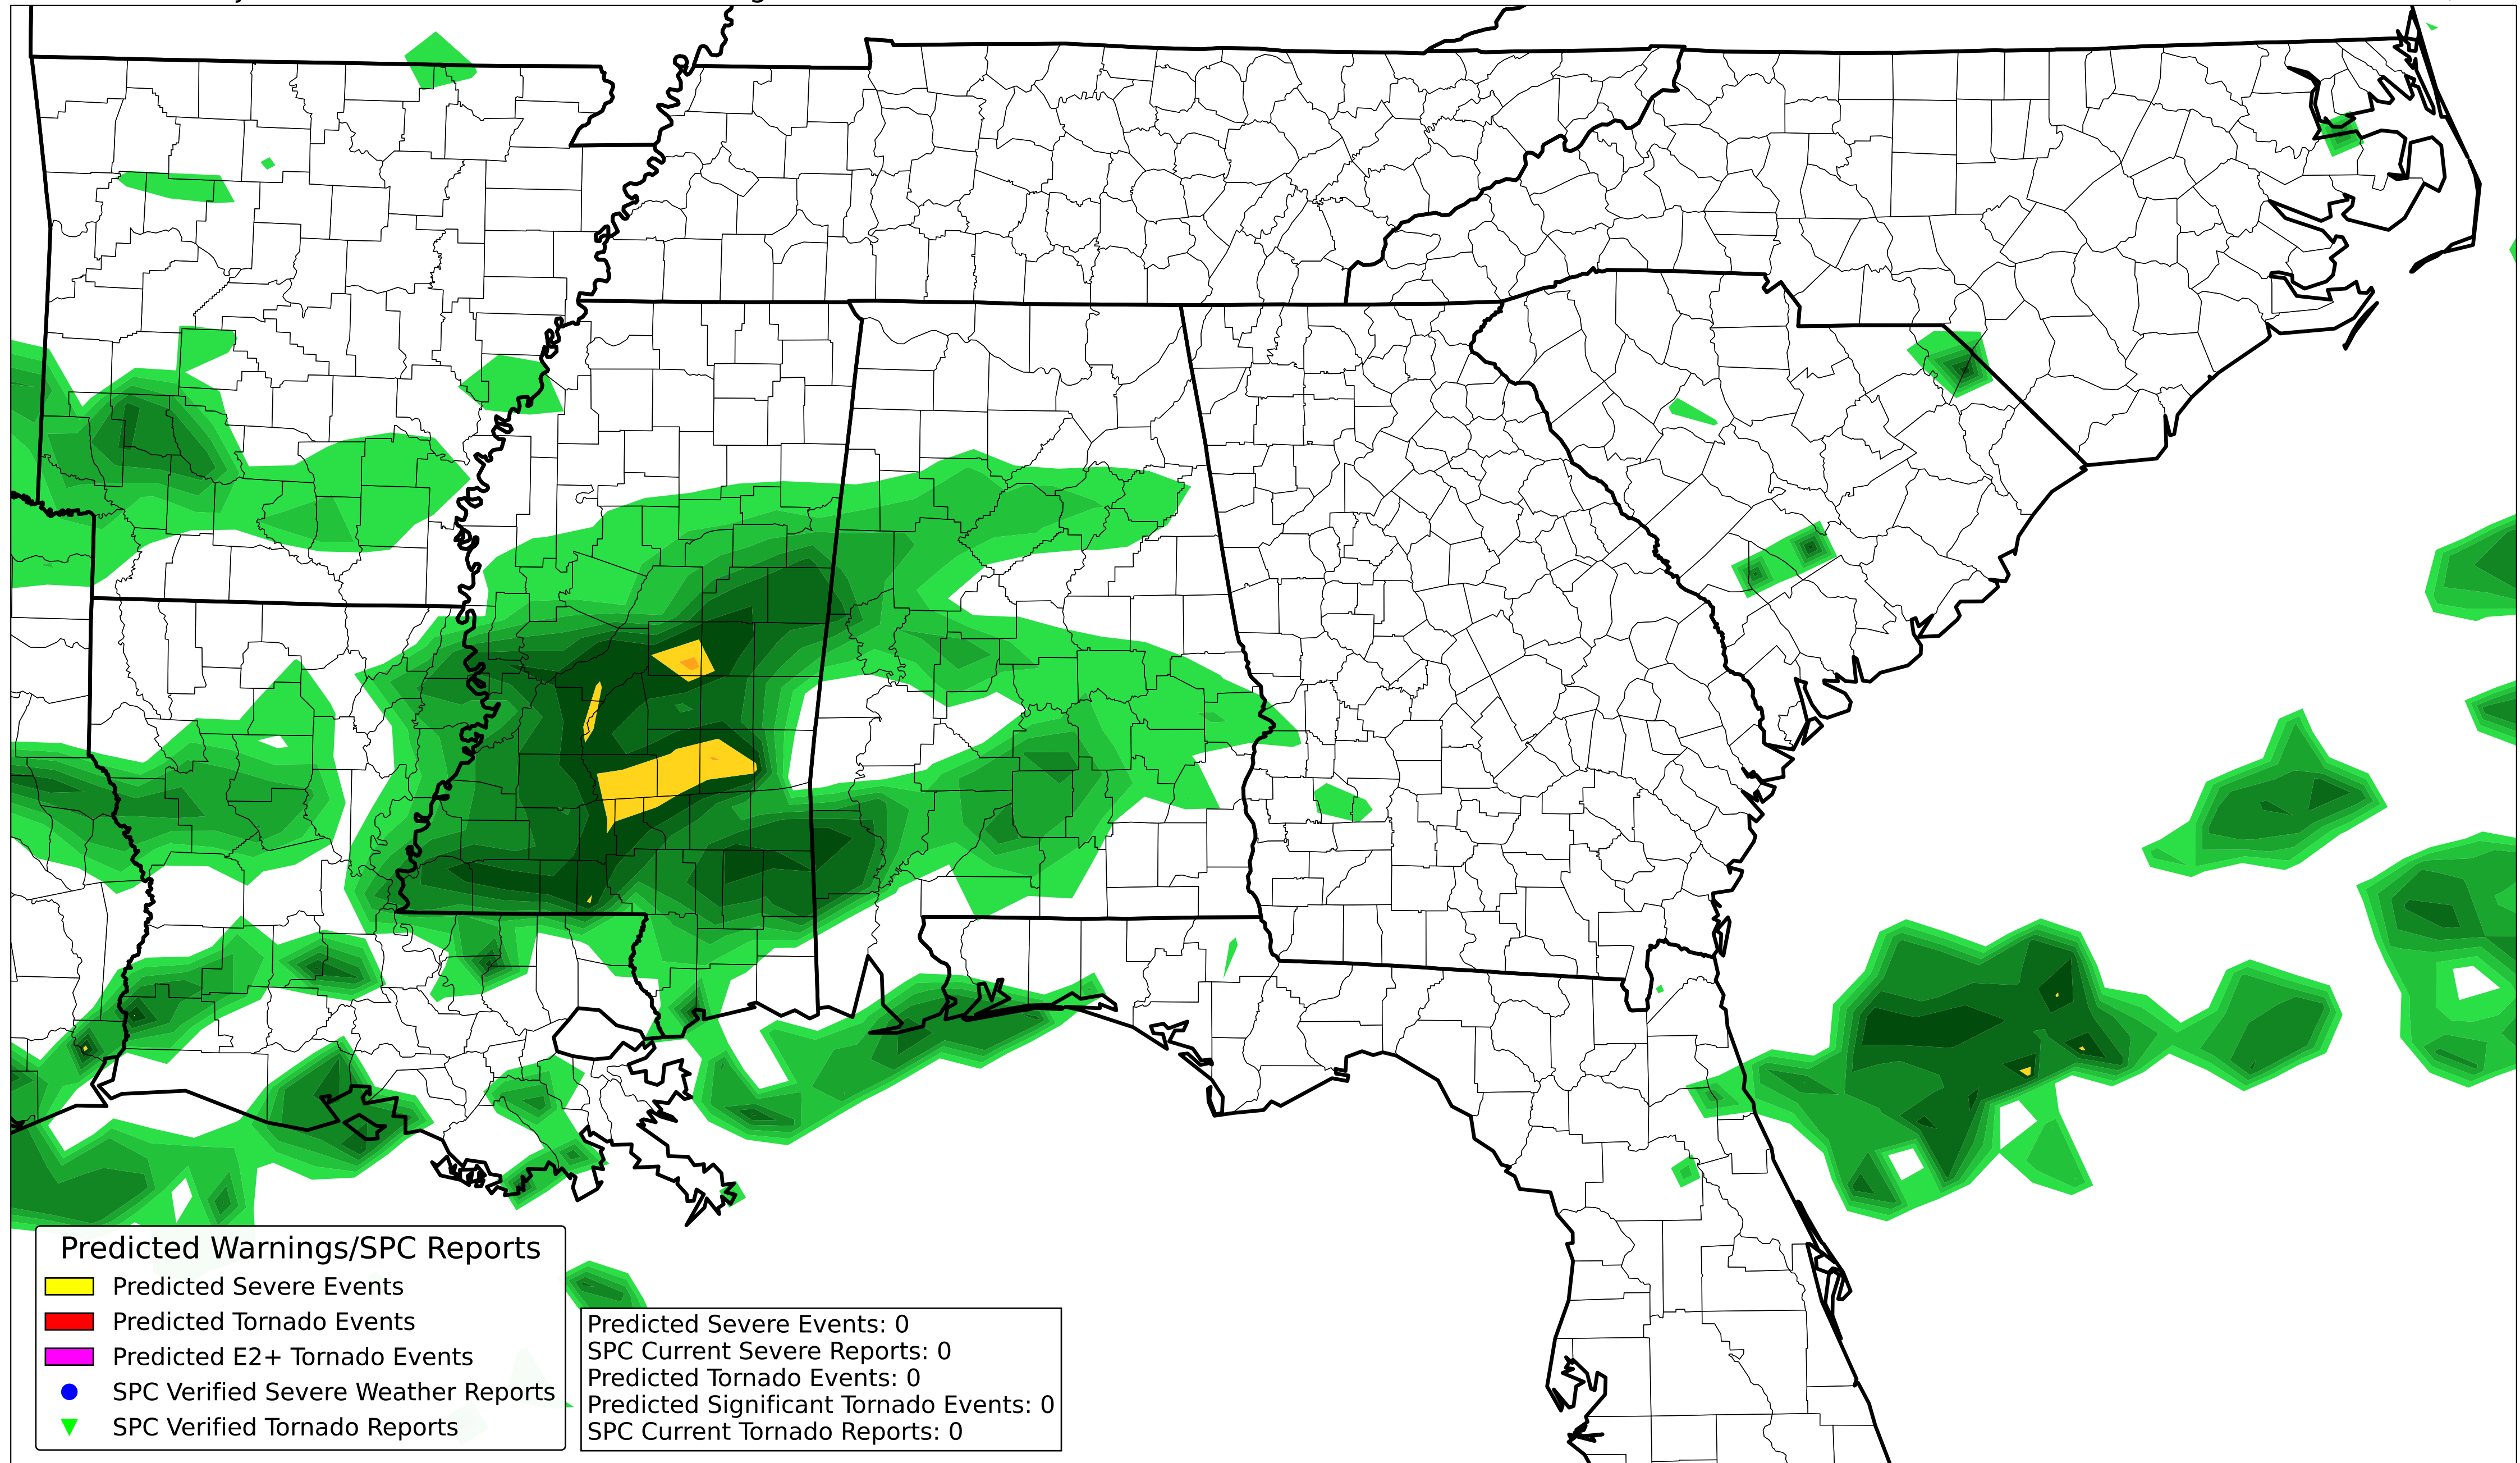 Predicted Warnings/SPC Reports
Predicted Severe Events
Predicted Tornado Events
Predicted E2+ Tornado Events
SPC Verified Severe Weather Reports
SPC Verified Tornado Reports
Predicted Severe Events: 0
SPC Current Severe Reports: 0
Predicted Tornado Events: 0
Predicted Significant Tornado Events: 0
SPC Current Tornado Reports: 0